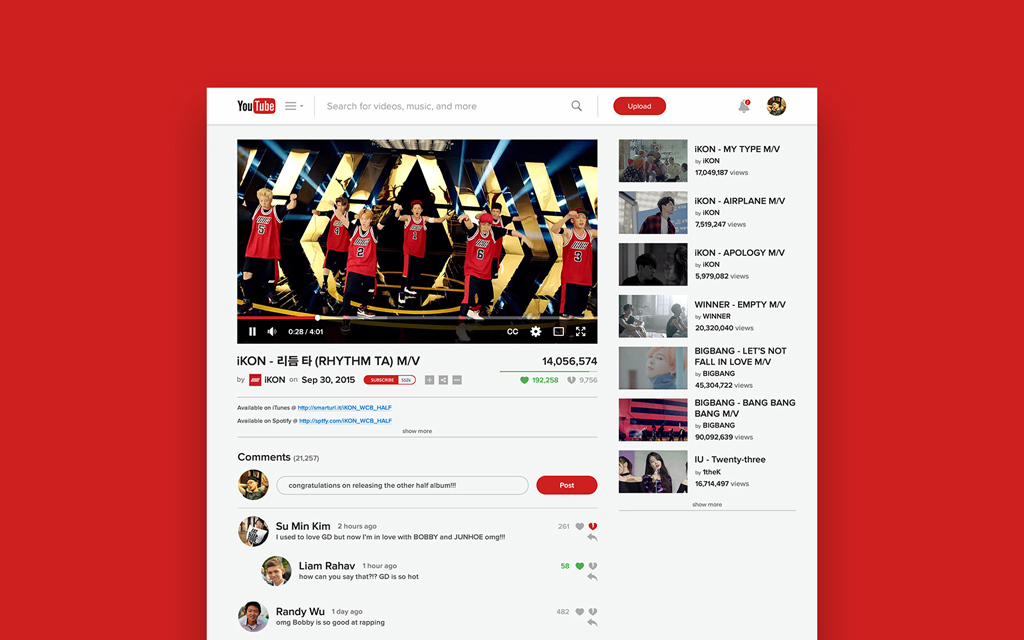 YouTube
Search for videos, music, and more
Upload
0:28 / 4:01
CC
5
4
2
1
6
3
iKON - 리듬 타 (RHYTHM TA) M/V
14,056,574
by iKON on Sep 30, 2015
SUBSCRIBE 552k
192,258
9,756
Available on iTunes @ http://smarturl.it/iKON_WCB_HALF
Available on Spotify @ http://sptfy.com/iKON_WCB_HALF
show more
Comments (21,257)
congratulations on releasing the other half album!!!
Post
Su Min Kim 2 hours ago
261
I used to love GD but now I'm in love with BOBBY and JUNHOE omg!!!
Liam Rahav 1 hour ago
58
how can you say that?!? GD is so hot
Randy Wu 1 day ago
482
omg Bobby is so good at rapping
iKON - MY TYPE M/V
by iKON
17,049,187 views
iKON - AIRPLANE M/V
by iKON
7,519,247 views
iKON - APOLOGY M/V
by iKON
5,979,082 views
WINNER - EMPTY M/V
by WINNER
20,320,040 views
BIGBANG - LET'S NOT
FALL IN LOVE M/V
by BIGBANG
45,304,722 views
BIGBANG - BANG BANG
BANG M/V
by BIGBANG
90,092,639 views
IU - Twenty-three
by 1theK
16,714,497 views
show more